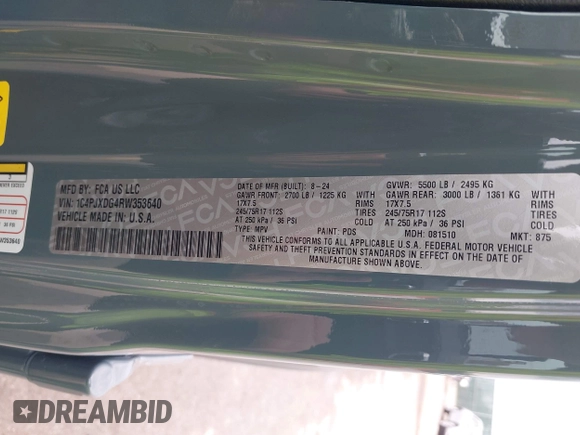 MFD BY: FCA US LLC
VIN: 1C4PJXDG4RW353640
VEHICLE MADE IN U.S.A.
DATE OF MFR (BUILT): 8-24
GAWR FRONT: 2700 LB / 1225 KG WITH
17X7.5 RIMS
245/75R17 112S TIRES
AT 250 kPa / 36 PSI COLD
TYPE: MPV PAINT: PDS
GVWR: 5500 LB / 2495 KG
GAWR REAR: 3000 LB / 1361 KG WITH
17X7.5 RIMS
245/75R17 112S TIRES
AT 250 kPa / 36 PSI COLD
MDH: 081510 MKT: 875
THIS VEHICLE CONFORMS TO ALL APPLICABLE U.S.A. FEDERAL MOTOR VEHICLE
SAFETY AND THEFT PREVENTION STANDARDS IN EFFECT ON THE DATE OF
MANUFACTURE SHOWN ABOVE.
DREAMBID